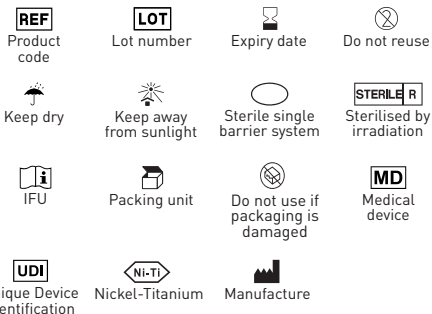 REF
LOT
2
Product code
Lot number
Expiry date
Do not reuse
STERILE R
Keep dry
Keep away from sunlight
Sterile single barrier system
Sterilised by irradiation
i
MD
IFU
Packing unit
Do not use if packaging is damaged
Medical device
UDI
Ni-Ti
ique Device entification
Nickel-Titanium
Manufacture